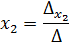 x₂ = Δₓ₂ / Δ